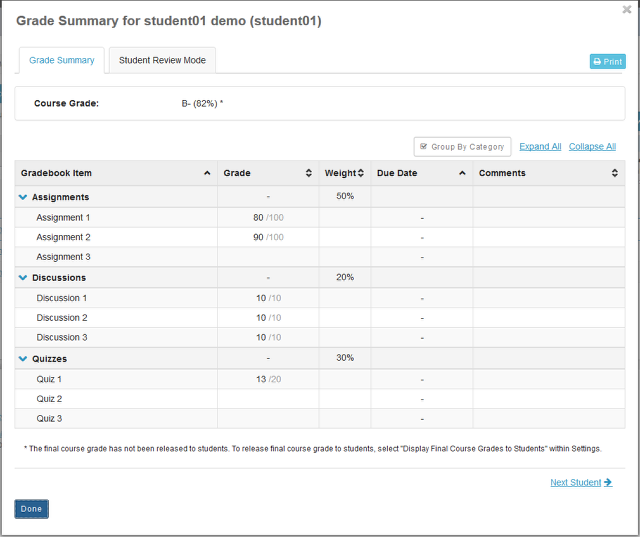 Grade Summary for student01 demo (student01)
Grade Summary Student Review Mode Print
Course Grade: B- (82%) *
Group By Category Expand All Collapse All
Gradebook Item Grade Weight Due Date Comments
Assignments - 50%
Assignment 1 80 /100 -
Assignment 2 90 /100 -
Assignment 3 -
Discussions - 20%
Discussion 1 10 /10 -
Discussion 2 10 /10 -
Discussion 3 10 /10 -
Quizzes - 30%
Quiz 1 13 /20 -
Quiz 2 -
Quiz 3 -
* The final course grade has not been released to students. To release final course grade to students, select "Display Final Course Grades to Students" within Settings.
Next Student
Done